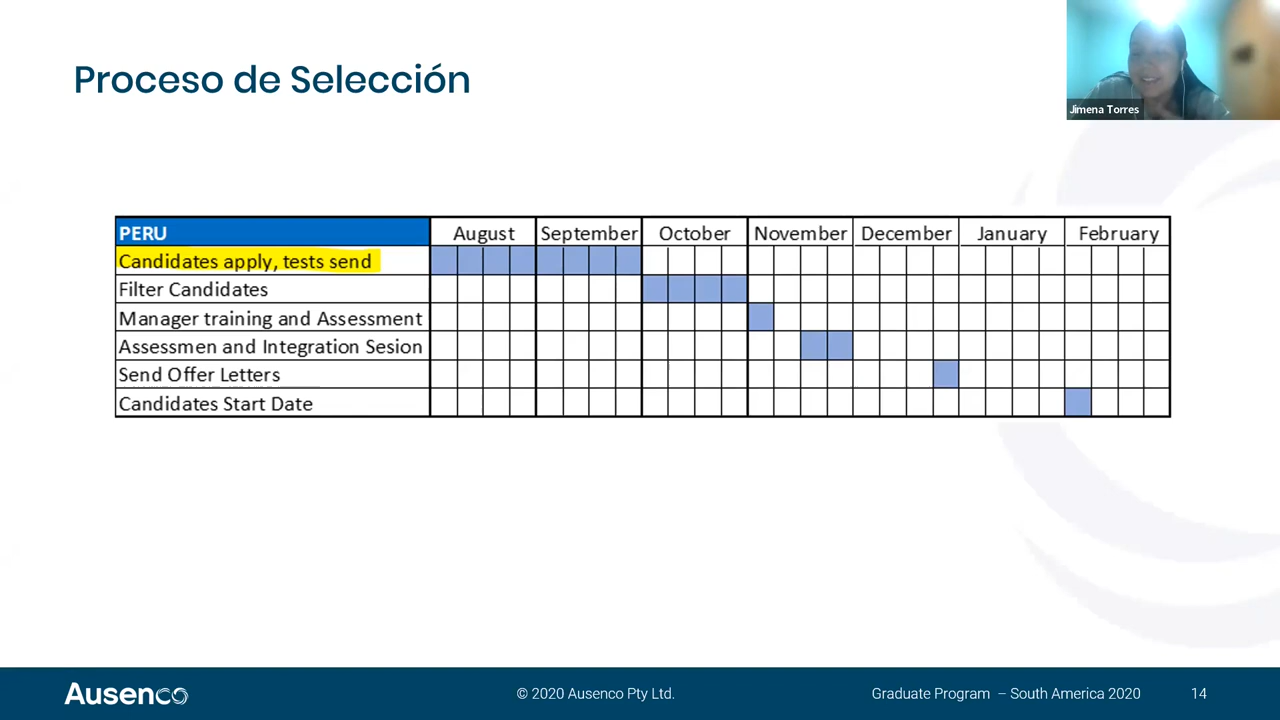 Proceso de Selección
Jimena Torres
PERU August September October November December January February
Candidates apply, tests send
Filter Candidates
Manager training and Assessment
Assessmen and Integration Sesion
Send Offer Letters
Candidates Start Date
Ausenco © 2020 Ausenco Pty Ltd. Graduate Program – South America 2020 14